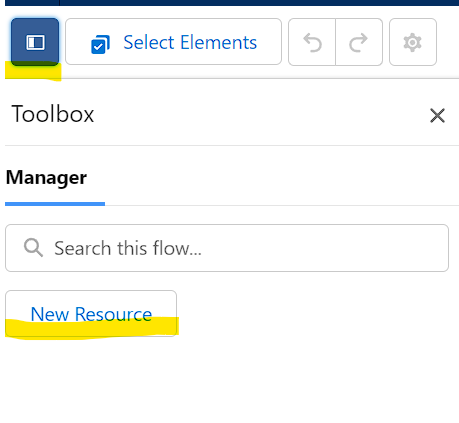 Select Elements
Toolbox
Manager
Search this flow...
New Resource